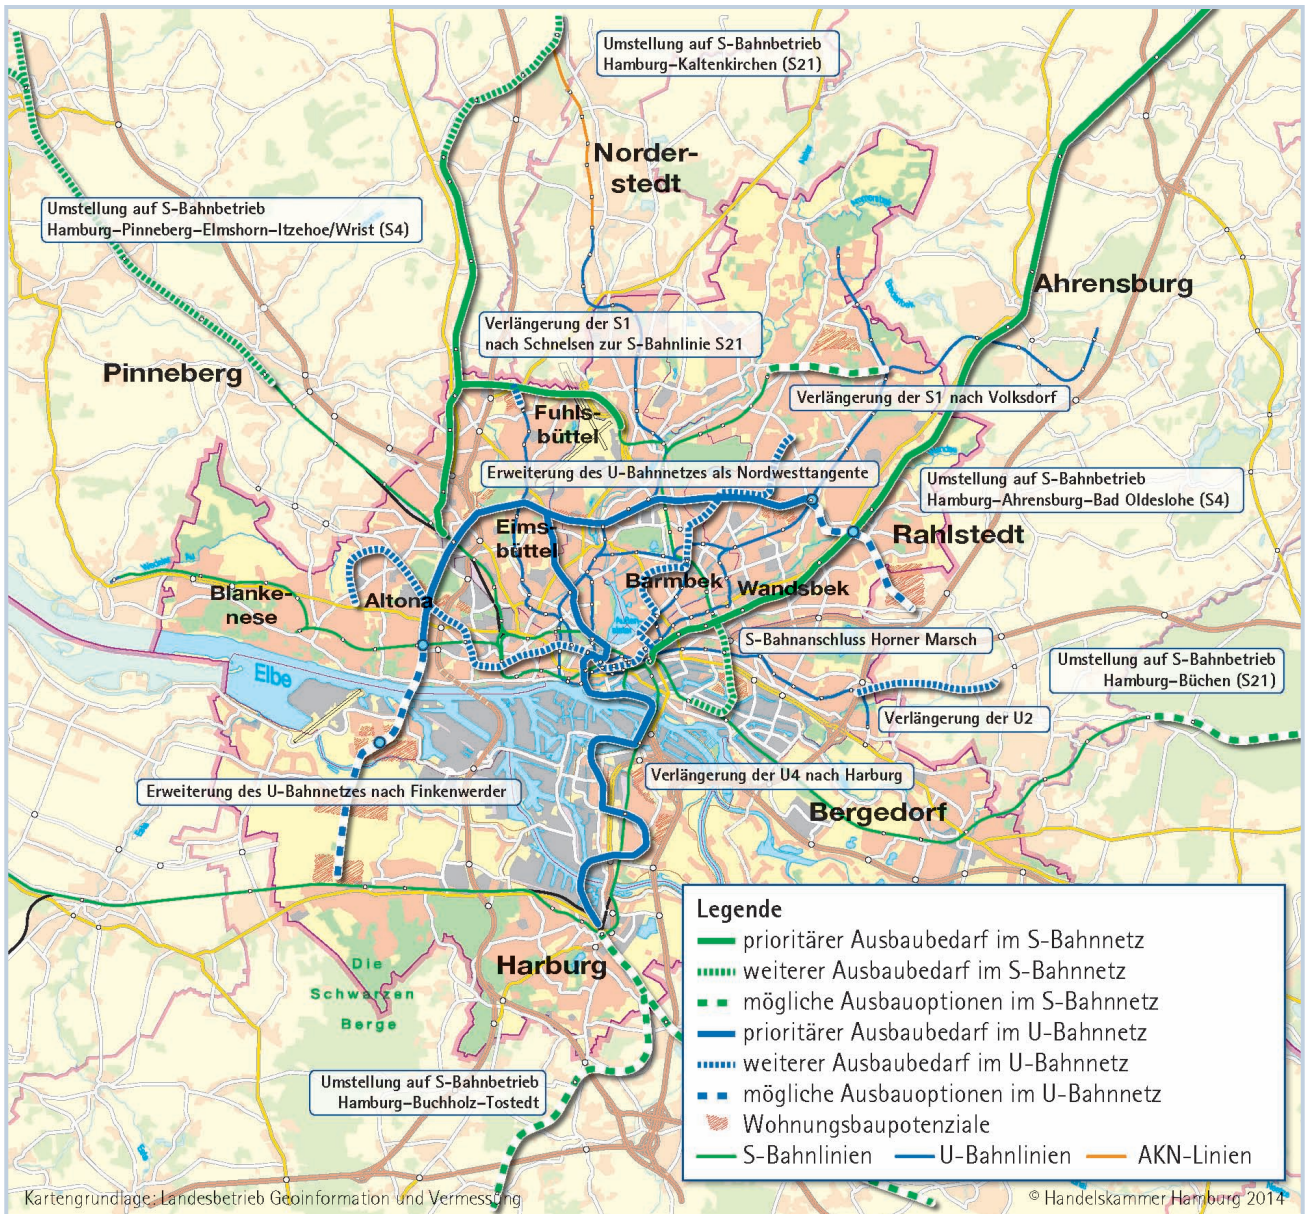 Umstellung auf S-Bahnbetrieb
Hamburg–Kaltenkirchen (S21)
Norder-
stedt
Umstellung auf S-Bahnbetrieb
Hamburg–Pinneberg–Elmshorn–Itzehoe/Wrist (S4)
Ahrensburg
Verlängerung der S1
nach Schnelsen zur S-Bahnlinie S21
Pinneberg
Verlängerung der S1 nach Volksdorf
Fuhls-
büttel
Erweiterung des U-Bahnnetzes als Nordwesttangente
Umstellung auf S-Bahnbetrieb
Hamburg–Ahrensburg–Bad Oldeslohe (S4)
Eims-
büttel
Rahlstedt
Barmbek
Wandsbek
Blanke-
nese
Altona
S-Bahnanschluss Horner Marsch
Umstellung auf S-Bahnbetrieb
Hamburg–Büchen (S21)
Elbe
Verlängerung der U2
Verlängerung der U4 nach Harburg
Erweiterung des U-Bahnnetzes nach Finkenwerder
Bergedorf
Harburg
Die
Schwarzen
Berge
Umstellung auf S-Bahnbetrieb
Hamburg–Buchholz–Tostedt
Legende
prioritärer Ausbaubedarf im S-Bahnnetz
weiterer Ausbaubedarf im S-Bahnnetz
mögliche Ausbauoptionen im S-Bahnnetz
prioritärer Ausbaubedarf im U-Bahnnetz
weiterer Ausbaubedarf im U-Bahnnetz
mögliche Ausbauoptionen im U-Bahnnetz
Wohnungsbaupotenziale
S-Bahnlinien U-Bahnlinien AKN-Linien
Kartengrundlage: Landesbetrieb Geoinformation und Vermessung
© Handelskammer Hamburg 2014